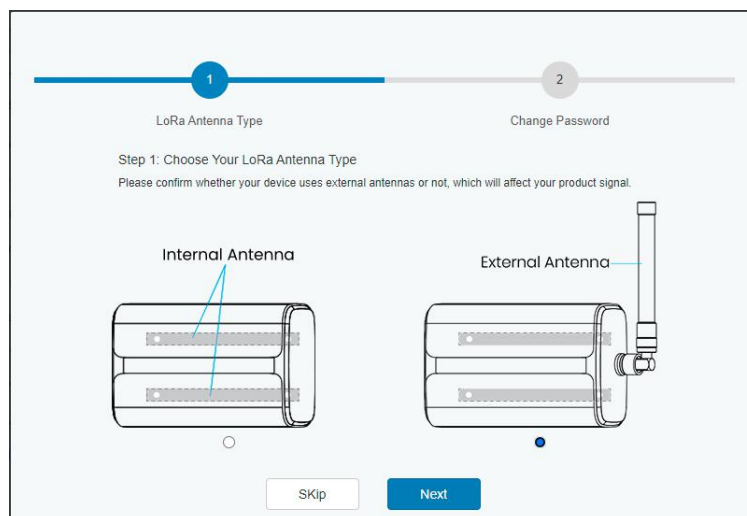 1
2
LoRa Antenna Type
Change Password
Step 1: Choose Your LoRa Antenna Type
Please confirm whether your device uses external antennas or not, which will affect your product signal.
Internal Antenna
External Antenna
SKip
Next